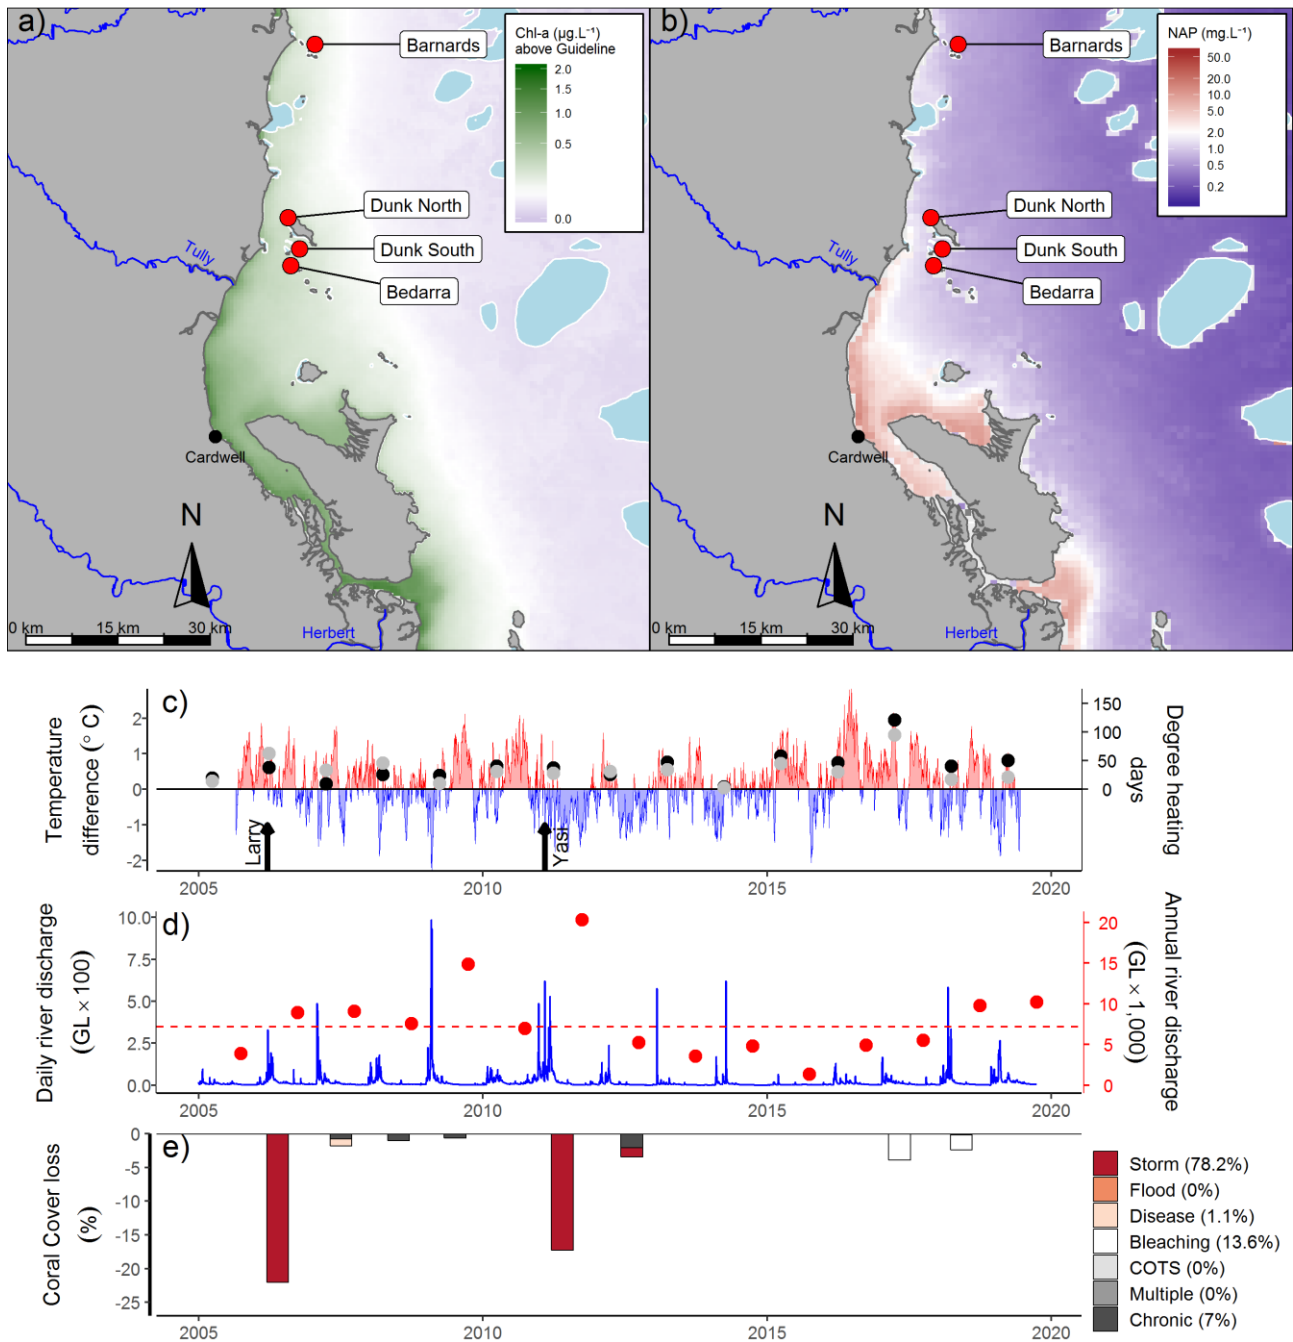 a)
Chl-a (µg.L⁻¹)
above Guideline
2.0
1.5
1.0
0.5
0.0
Barnards
Dunk North
Dunk South
Bedarra
Tully
Cardwell
N
0 km 15 km 30 km
Herbert
b)
NAP (mg.L⁻¹)
50.0
20.0
10.0
5.0
2.0
1.0
0.5
0.2
Barnards
Dunk North
Dunk South
Bedarra
Tully
Cardwell
N
0 km 15 km 30 km
Herbert
c)
Temperature
difference (° C)
2
1
0
-1
-2
Larry
Yasi
150
100
50
0
Degree heating
days
2005 2010 2015 2020
d)
Daily river discharge
(GL × 100)
10.0
7.5
5.0
2.5
0.0
20
15
10
5
0
Annual river discharge
(GL × 1,000)
2005 2010 2015 2020
e)
Coral Cover loss
(%)
0
-5
-10
-15
-20
-25
2005 2010 2015 2020
Storm (78.2%)
Flood (0%)
Disease (1.1%)
Bleaching (13.6%)
COTS (0%)
Multiple (0%)
Chronic (7%)